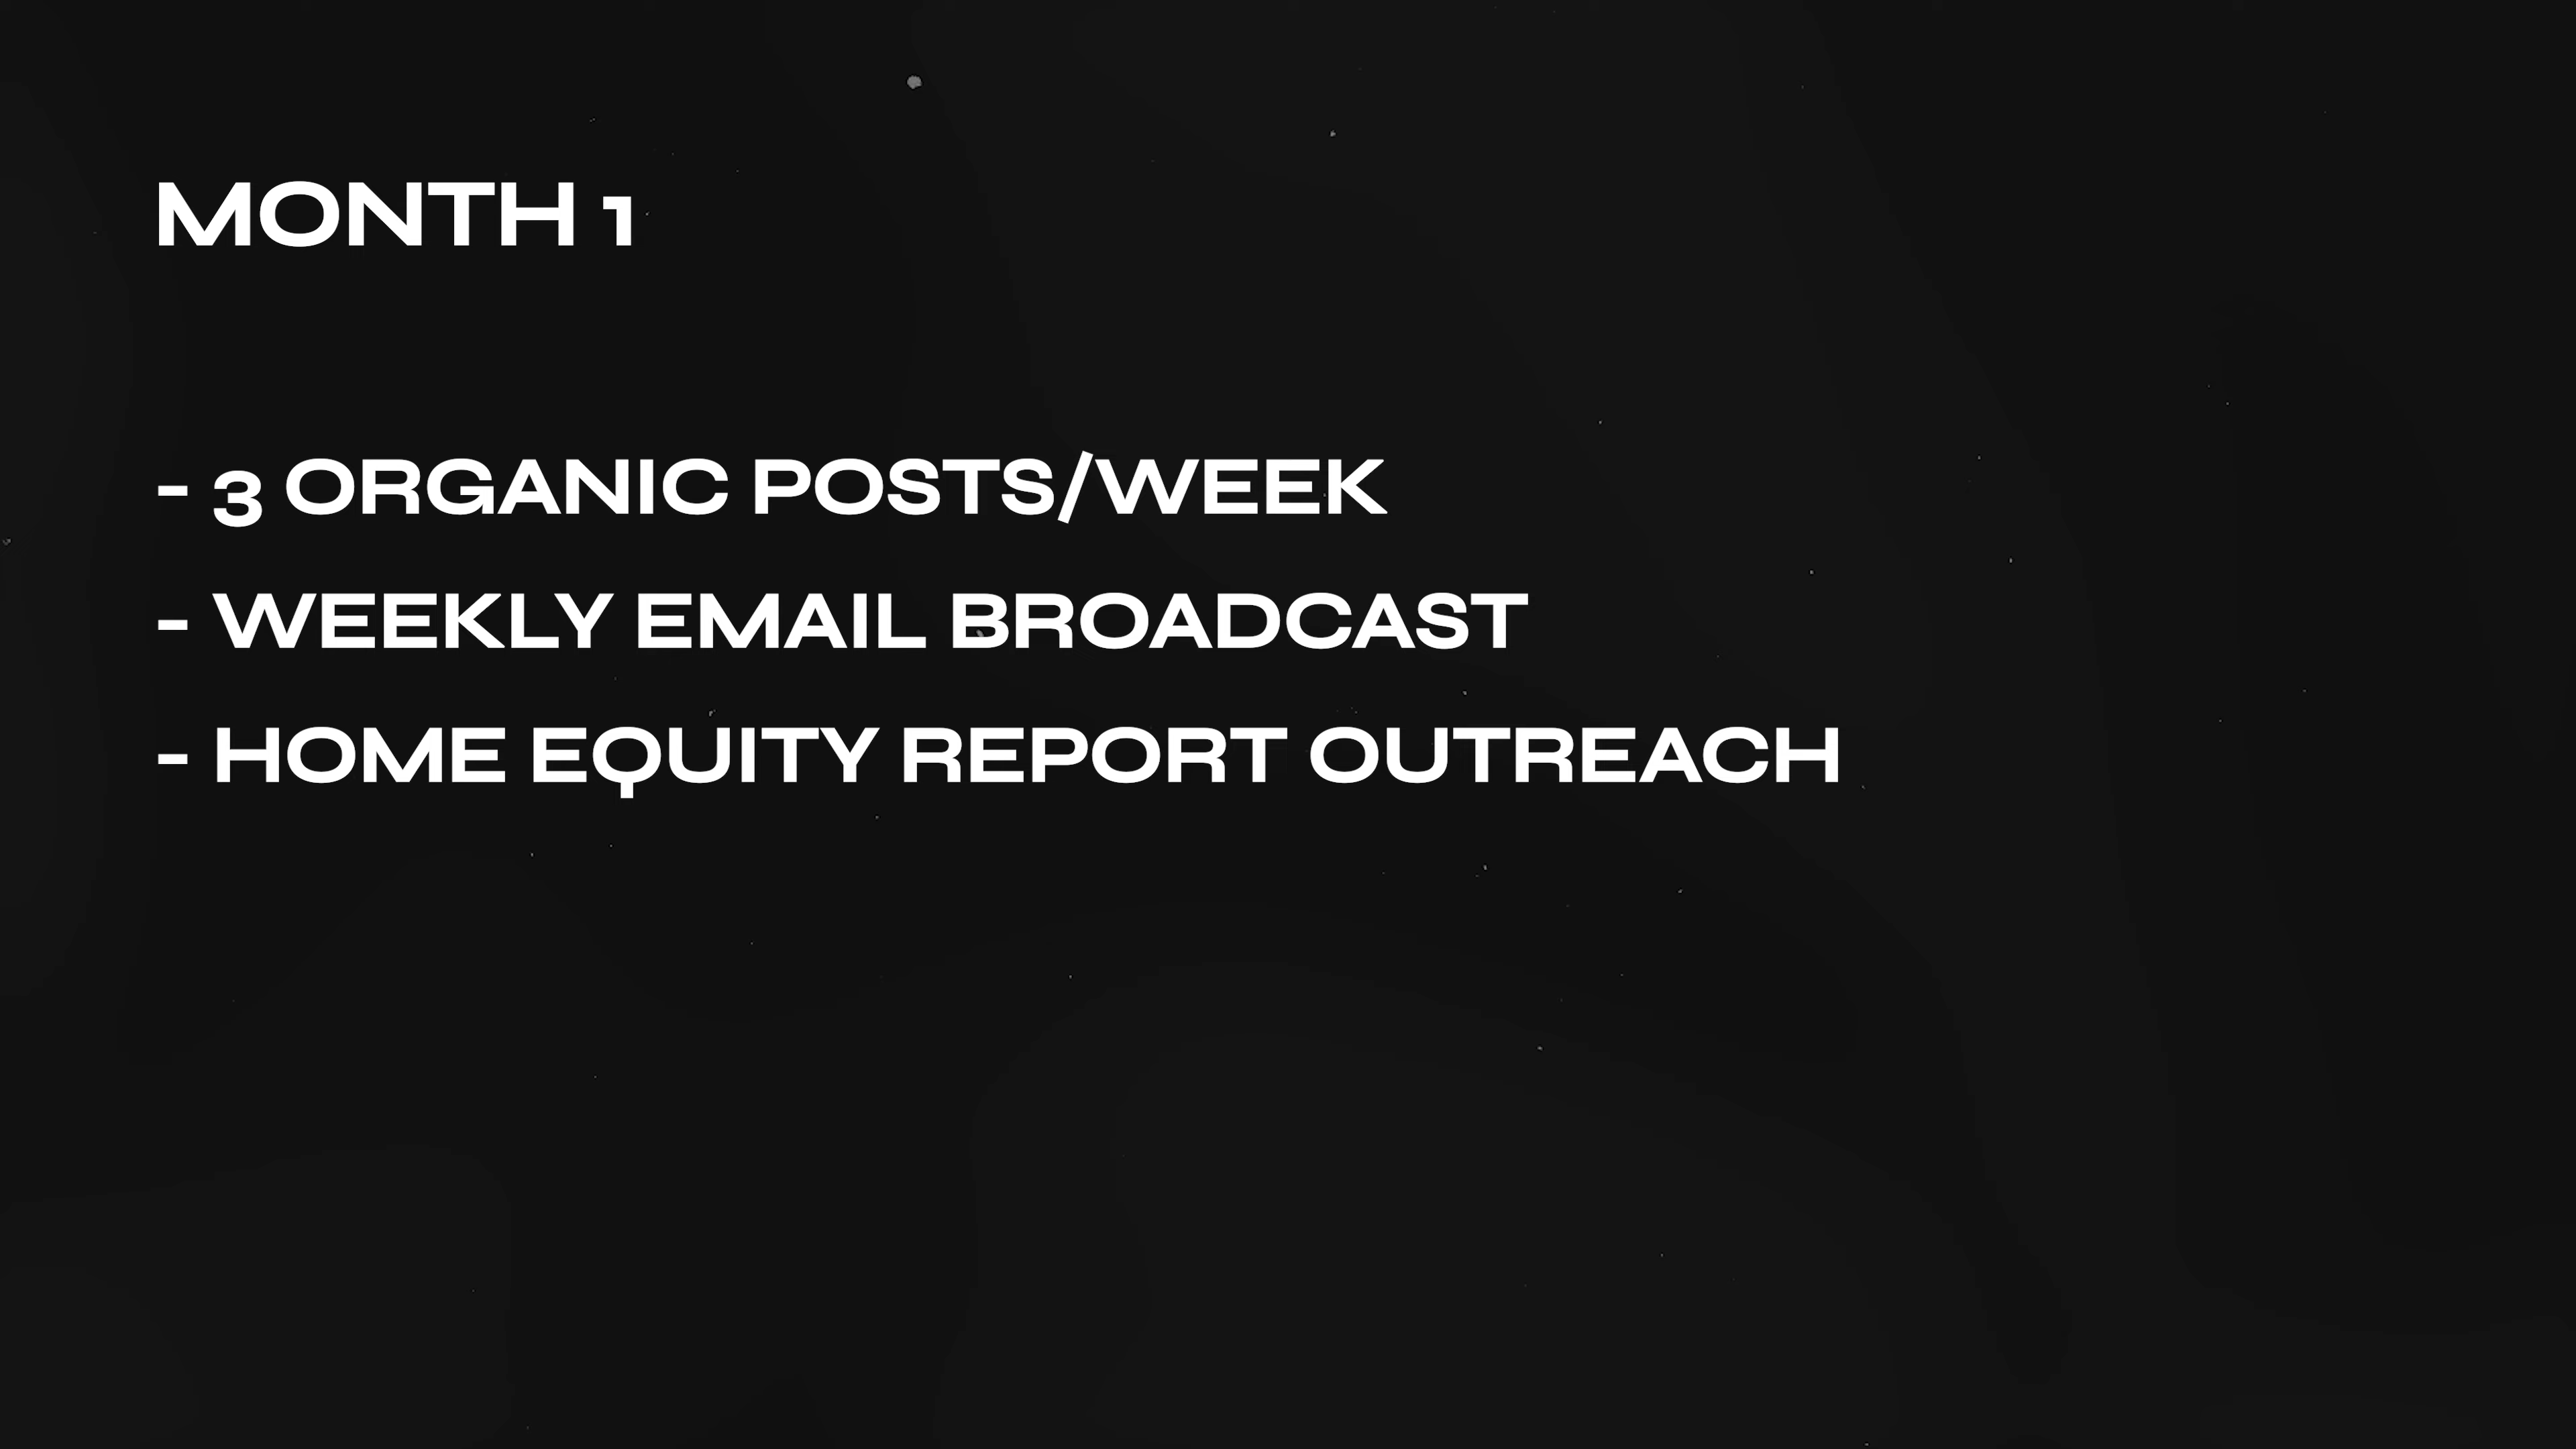 MONTH 1
- 3 ORGANIC POSTS/WEEK
- WEEKLY EMAIL BROADCAST
- HOME EQUITY REPORT OUTREACH